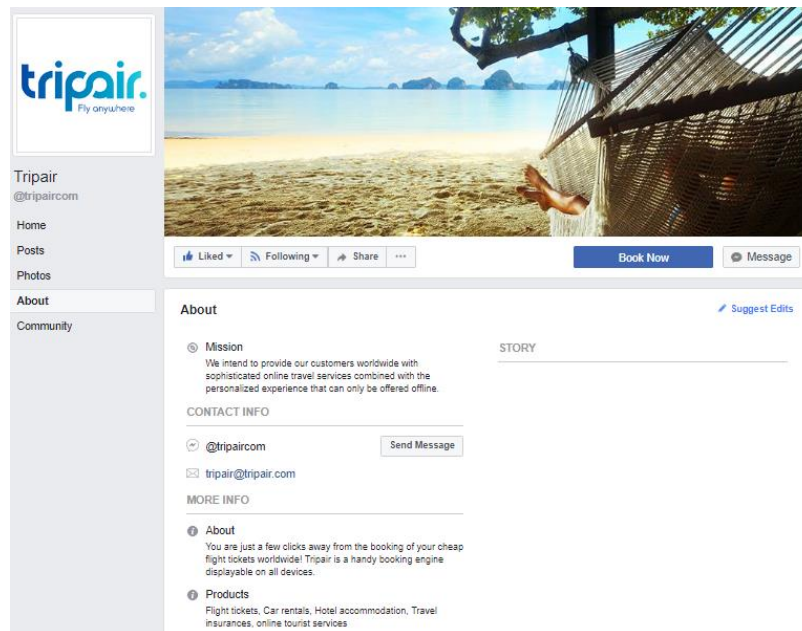 tripair.
Fly anywhere
Tripair
@tripaircom
Home
Posts
Photos
About
Community
Liked
Following
Share
Book Now
Message
About
Suggest Edits
Mission
We intend to provide our customers worldwide with
sophisticated online travel services combined with the
personalized experience that can only be offered offline.
STORY
CONTACT INFO
@tripaircom
Send Message
tripair@tripair.com
MORE INFO
About
You are just a few clicks away from the booking of your cheap
flight tickets worldwide! Tripair is a handy booking engine
displayable on all devices.
Products
Flight tickets, Car rentals, Hotel accommodation, Travel
insurances, online tourist services